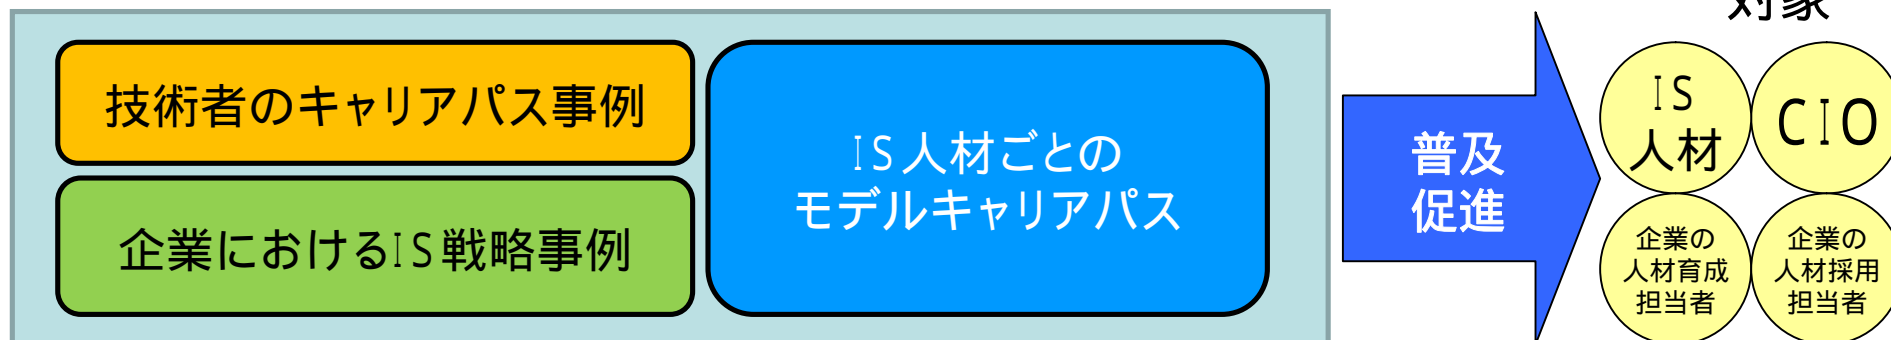 対象
技術者のキャリアパス事例
企業におけるIS戦略事例
IS人材ごとの
モデルキャリアパス
普及
促進
IS
人材
CIO
企業の
人材育成
担当者
企業の
人材採用
担当者